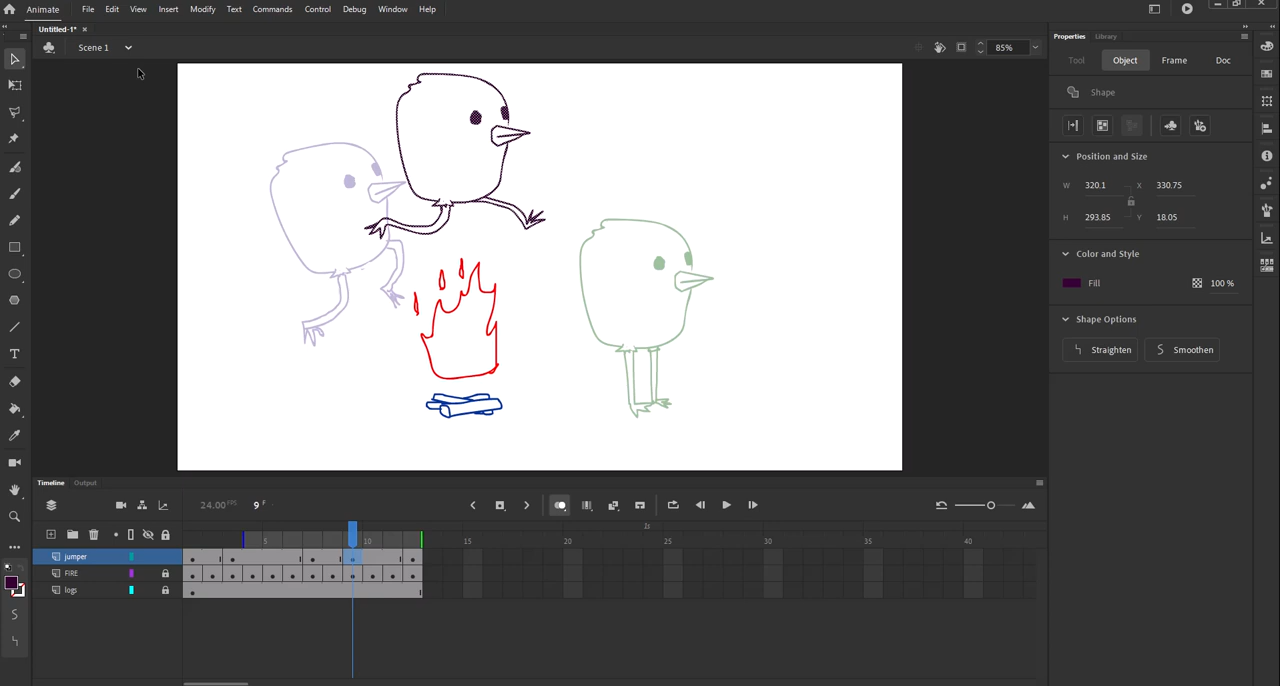 Animate File Edit View Insert Modify Text Commands Control Debug Window Help
Untitled-1* ×
Scene 1 85%
Properties Library
Tool Object Frame Doc
Shape
Position and Size
W 320.1 X 330.75
H 293.85 Y 18.05
Color and Style
Fill 100 %
Shape Options
Straighten Smoothen
Timeline Output
24.00 FPS 9 F
1s
5 10 15 20 25 30 35 40
jumper
FIRE
logs